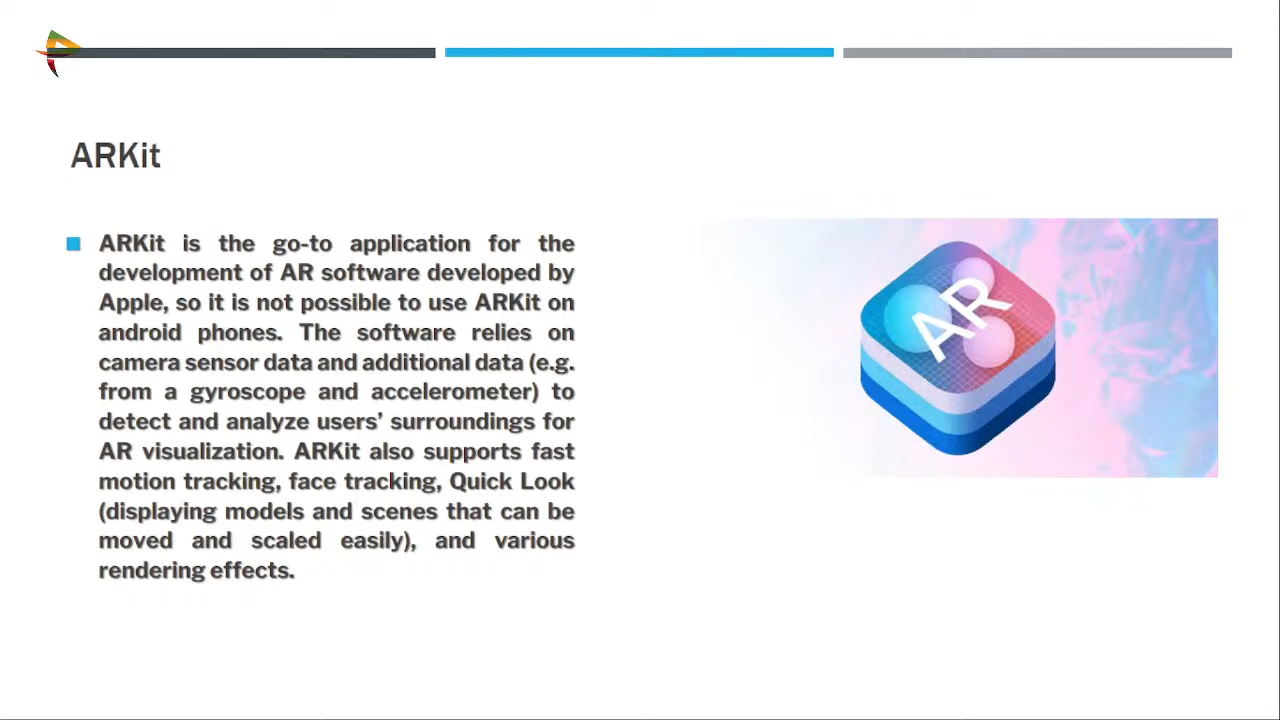 ARKit
ARKit is the go-to application for the
development of AR software developed by
Apple, so it is not possible to use ARKit on
android phones. The software relies on
camera sensor data and additional data (e.g.
from a gyroscope and accelerometer) to
detect and analyze users’ surroundings for
AR visualization. ARKit also supports fast
motion tracking, face tracking, Quick Look
(displaying models and scenes that can be
moved and scaled easily), and various
rendering effects.
AR